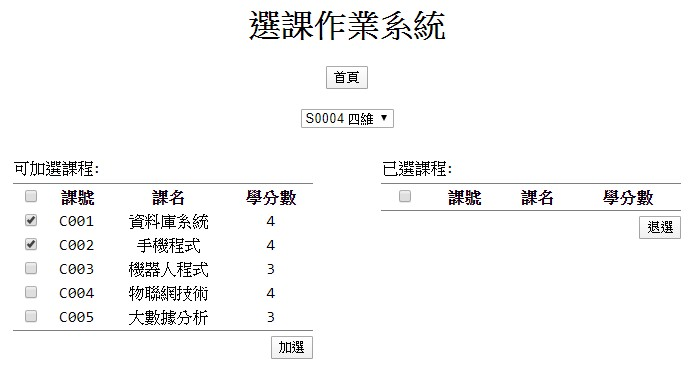 選課作業系統
首頁
S0004 四維
可加選課程:
課號 課名 學分數
C001 資料庫系統 4
C002 手機程式 4
C003 機器人程式 3
C004 物聯網技術 4
C005 大數據分析 3
加選
已選課程:
課號 課名 學分數
退選